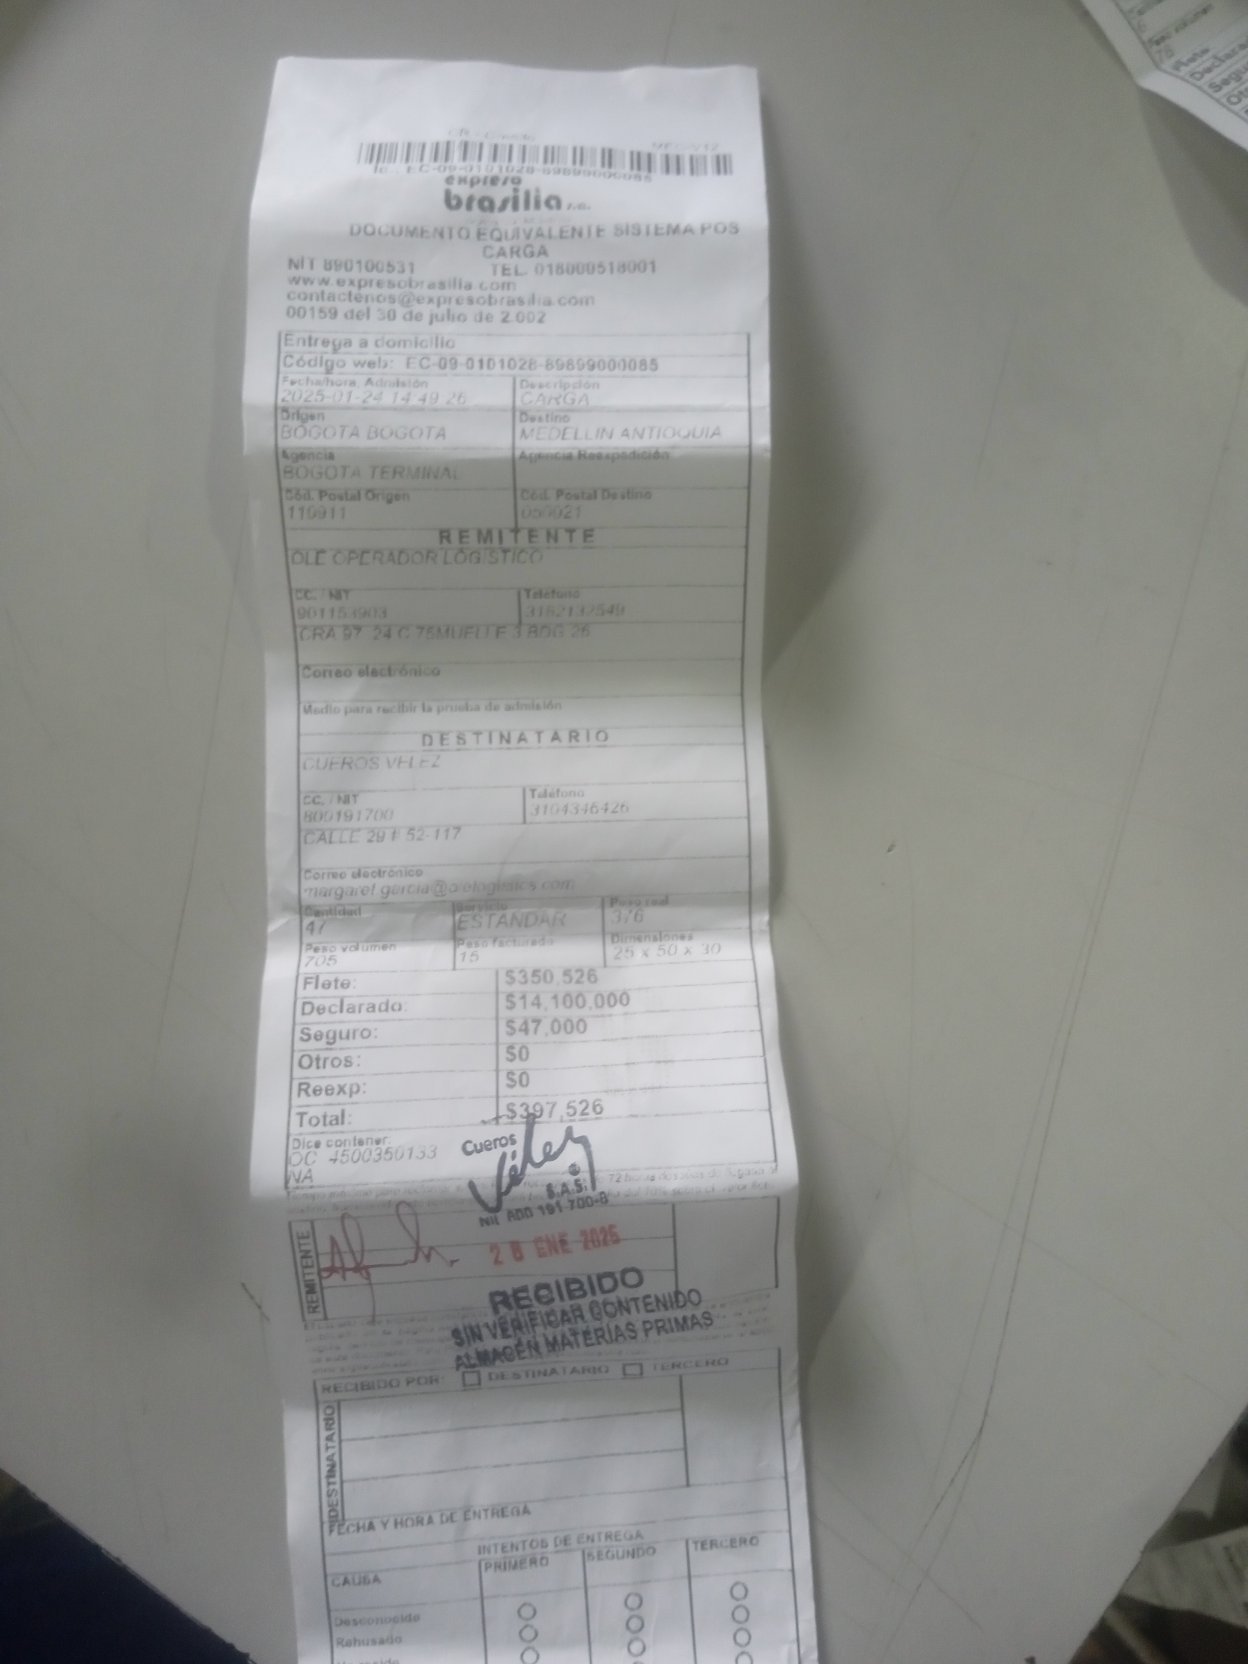 MEC-V12
EC-09-0101028-89899000085
expreso
brasilia s.a.
DOCUMENTO EQUIVALENTE SISTEMA POS
CARGA
NIT 890100531 TEL. 018000518001
www.expresobrasilia.com
contactenos@expresobrasilia.com
00159 del 30 de julio de 2.002
Entrega a domicilio
Código web: EC-09-0101028-89899000085
Fecha/hora, Admisión Descripción
2025-01-24 14:49:26 CARGA
Origen Destino
BOGOTA BOGOTA MEDELLIN ANTIOQUIA
Agencia Agencia Reexpedición
BOGOTA TERMINAL
Cód. Postal Origen Cód. Postal Destino
110911 050021
REMITENTE
OLE OPERADOR LOGISTICO
CC. / NIT Teléfono
901153903 3182132549
CRA 97 24 C 75MUELLE 3 BDG 26
Correo electrónico
Medio para recibir la prueba de admisión
DESTINATARIO
CUEROS VELEZ
CC. / NIT Teléfono
800191700 3104346426
CALLE 29 F 52-117
Correo electrónico
margaret.garcia@olelogistics.com
Cantidad Servicio Peso real
47 ESTANDAR 376
Peso volumen Peso facturado Dimensiones
705 15 25 x 50 x 30
Flete: $350,526
Declarado: $14,100,000
Seguro: $47,000
Otros: $0
Reexp: $0
Total: $397,526
Dice contener:
OC 4500350133
NA
Cueros
Vélez
S.A.S.
Nit. 800 191 700-8
REMITENTE
28 ENE 2025
RECIBIDO
SIN VERIFICAR CONTENIDO
ALMACÉN MATERIAS PRIMAS
RECIBIDO POR: DESTINATARIO TERCERO
DESTINATARIO
FECHA Y HORA DE ENTREGA
INTENTOS DE ENTREGA
CAUSA PRIMERO SEGUNDO TERCERO
Desconocido
Rehusado